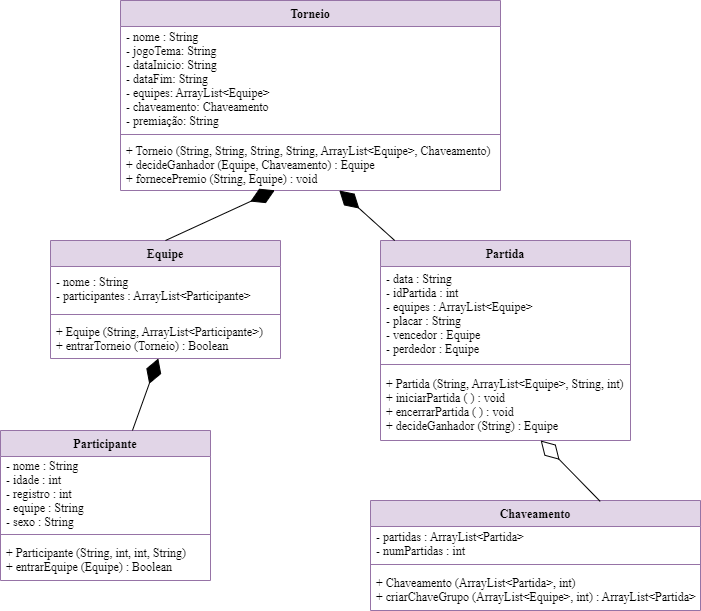 Torneio
- nome : String
- jogoTema: String
- dataInicio: String
- dataFim: String
- equipes: ArrayList<Equipe>
- chaveamento: Chaveamento
- premiação: String
+ Torneio (String, String, String, String, ArrayList<Equipe>, Chaveamento)
+ decideGanhador (Equipe, Chaveamento) : Equipe
+ fornecePremio (String, Equipe) : void
Equipe
- nome : String
- participantes : ArrayList<Participante>
+ Equipe (String, ArrayList<Participante>)
+ entrarTorneio (Torneio) : Boolean
Partida
- data : String
- idPartida : int
- equipes : ArrayList<Equipe>
- placar : String
- vencedor : Equipe
- perdedor : Equipe
+ Partida (String, ArrayList<Equipe>, String, int)
+ iniciarPartida ( ) : void
+ encerrarPartida ( ) : void
+ decideGanhador (String) : Equipe
Participante
- nome : String
- idade : int
- registro : int
- equipe : String
- sexo : String
+ Participante (String, int, int, String)
+ entrarEquipe (Equipe) : Boolean
Chaveamento
- partidas : ArrayList<Partida>
- numPartidas : int
+ Chaveamento (ArrayList<Partida>, int)
+ criarChaveGrupo (ArrayList<Equipe>, int) : ArrayList<Partida>